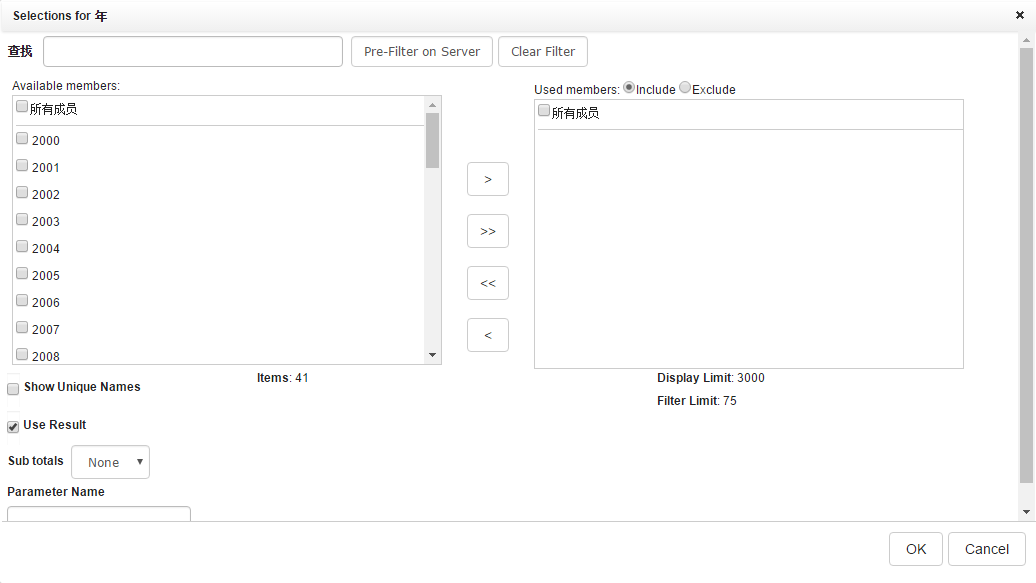 Selections for 年
×
查找
Pre-Filter on Server
Clear Filter
Available members:
所有成员
2000
2001
2002
2003
2004
2005
2006
2007
2008
Items: 41
>
>>
<<
<
Used members: Include Exclude
所有成员
Display Limit: 3000
Filter Limit: 75
Show Unique Names
Use Result
Sub totals None
Parameter Name
OK
Cancel